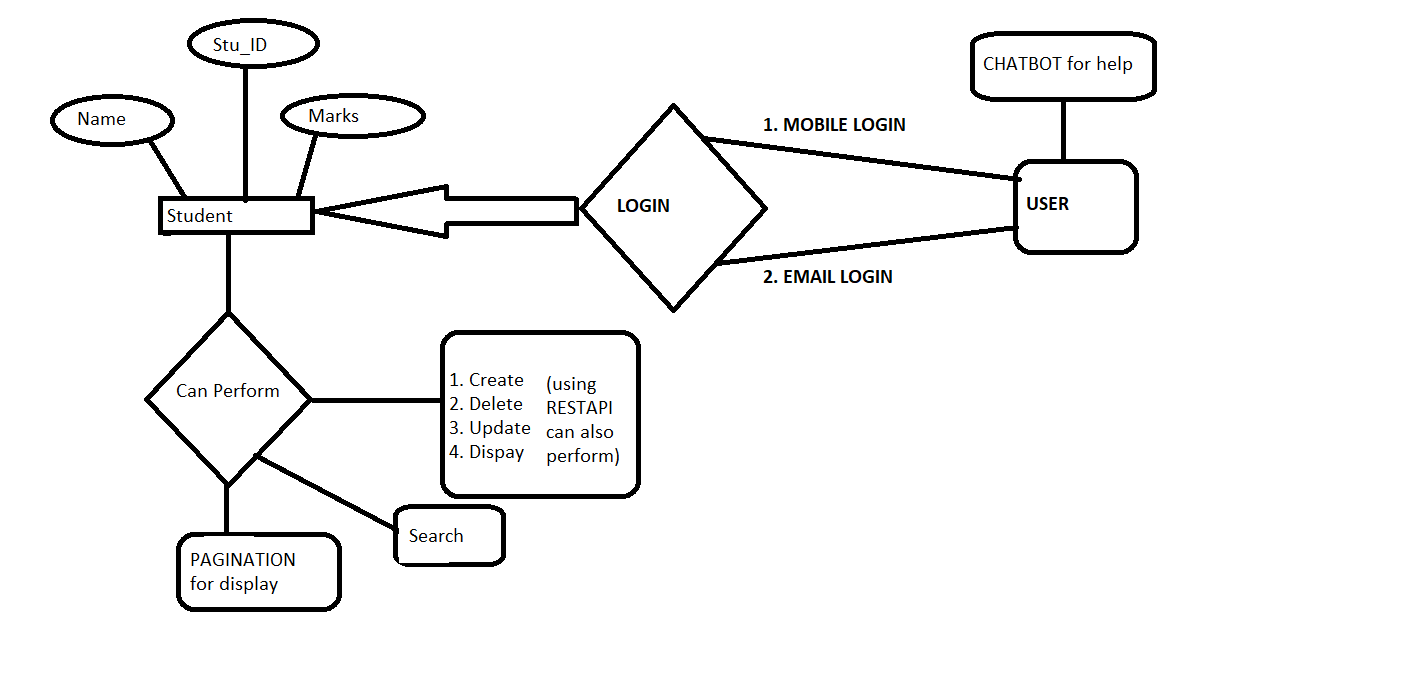 Stu_ID
Name
Marks
Student
LOGIN
1. MOBILE LOGIN
2. EMAIL LOGIN
CHATBOT for help
USER
Can Perform
1. Create
2. Delete
3. Update
4. Dispay
(using
RESTAPI
can also
perform)
Search
PAGINATION
for display